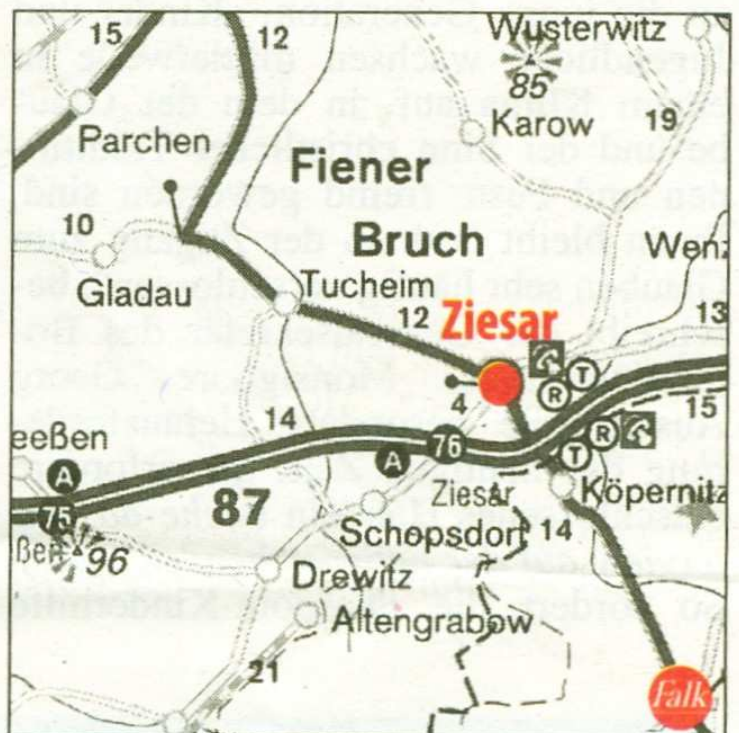 15
12
Wusterwitz
85
Parchen
Karow
19
Fiener
10
Bruch
Wenz
Gladau
Tucheim
12
Ziesar
13
4
T
R
14
15
eeßen
A
A
76
R
T
87
Ziesar
Köpernitz
75
Schopsdorf
14
ßen
96
Drewitz
Altengrabow
21
Falk